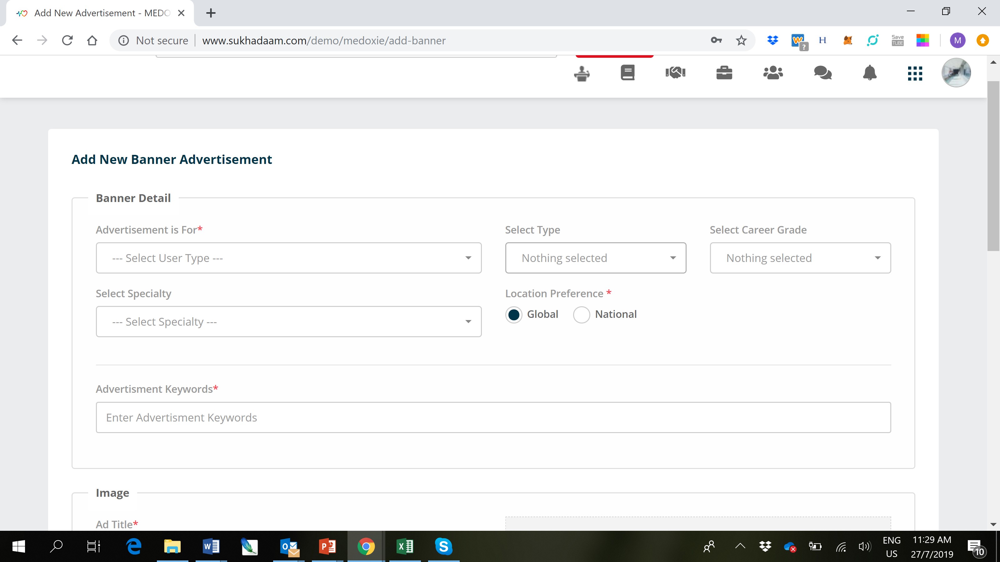 Add New Advertisement - MEDO
Not secure
www.sukhadaam.com/demo/medoxie/add-banner
W
?
H
Save
TUBE
M
Add New Banner Advertisement
Banner Detail
Advertisement is For*
Select Type
Select Career Grade
--- Select User Type ---
Nothing selected
Nothing selected
Select Specialty
Location Preference *
--- Select Specialty ---
Global
National
Advertisment Keywords*
Enter Advertisment Keywords
Image
Ad Title*
ENG
US
11:29 AM
27/7/2019
10